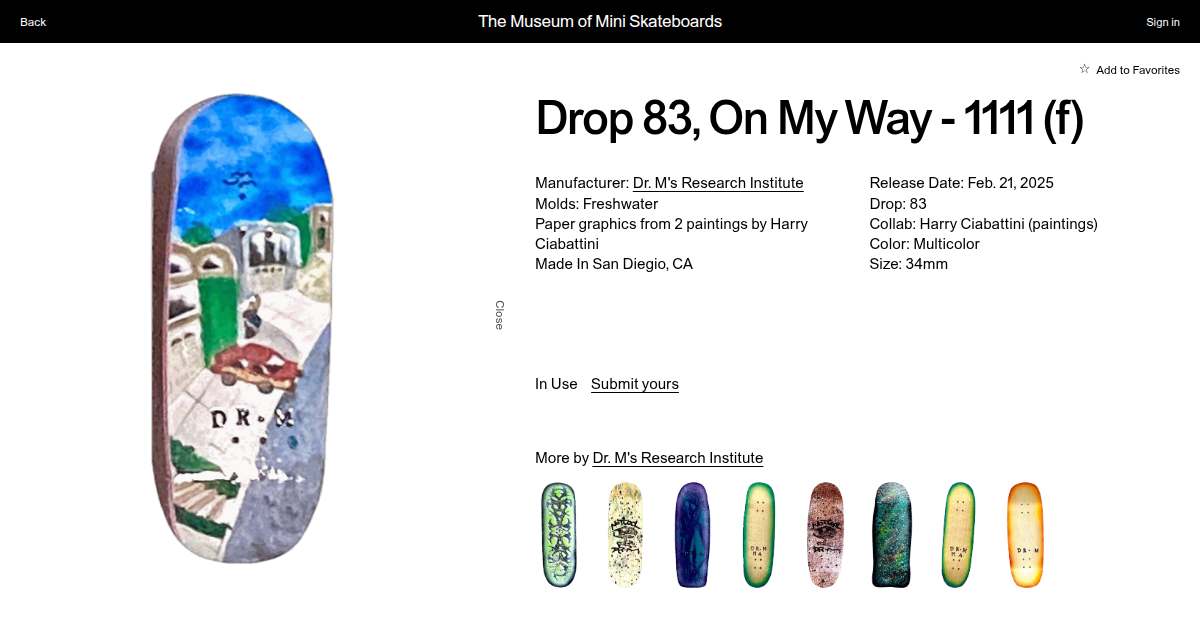 Back
The Museum of Mini Skateboards
Sign in
☆ Add to Favorites
Drop 83, On My Way - 1111 (f)
Manufacturer: Dr. M's Research Institute
Molds: Freshwater
Paper graphics from 2 paintings by Harry
Ciabattini
Made In San Diegio, CA
Release Date: Feb. 21, 2025
Drop: 83
Collab: Harry Ciabattini (paintings)
Color: Multicolor
Size: 34mm
DR·M
Close
In Use
Submit yours
More by Dr. M's Research Institute
DR·M
DR·M
DR·M